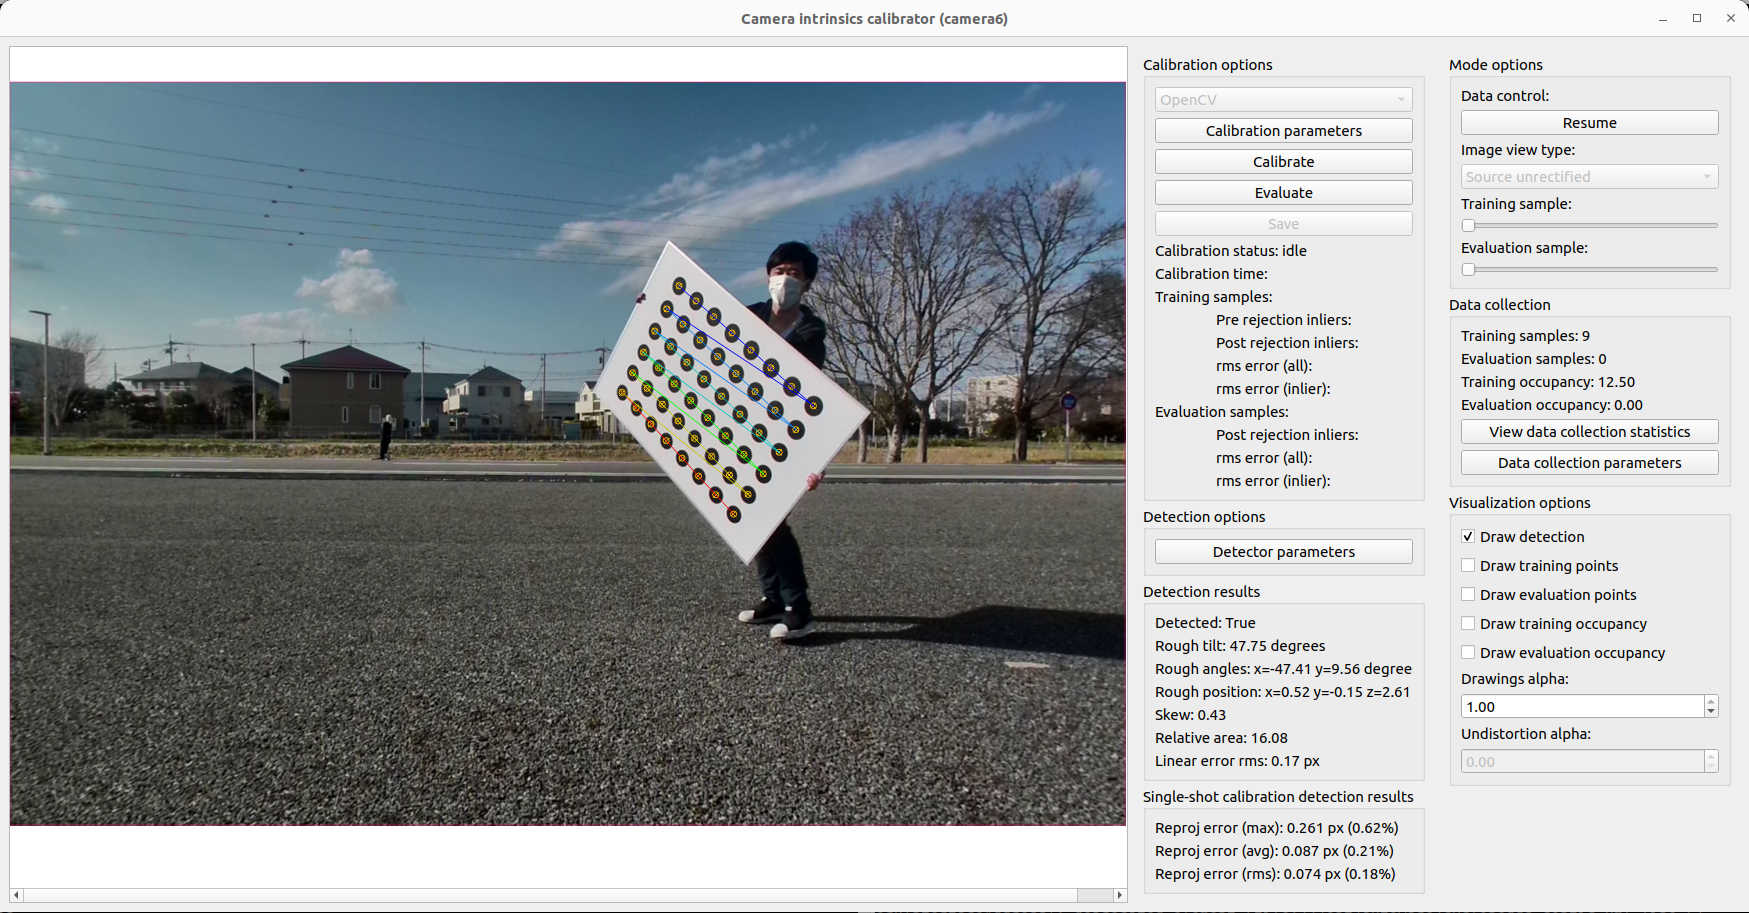 Camera intrinsics calibrator (camera6)
Calibration options
OpenCV
Calibration parameters
Calibrate
Evaluate
Save
Calibration status: idle
Calibration time:
Training samples:
Pre rejection inliers:
Post rejection inliers:
rms error (all):
rms error (inlier):
Evaluation samples:
Post rejection inliers:
rms error (all):
rms error (inlier):
Detection options
Detector parameters
Detection results
Detected: True
Rough tilt: 47.75 degrees
Rough angles: x=-47.41 y=9.56 degree
Rough position: x=0.52 y=-0.15 z=2.61
Skew: 0.43
Relative area: 16.08
Linear error rms: 0.17 px
Single-shot calibration detection results
Reproj error (max): 0.261 px (0.62%)
Reproj error (avg): 0.087 px (0.21%)
Reproj error (rms): 0.074 px (0.18%)
Mode options
Data control:
Resume
Image view type:
Source unrectified
Training sample:
Evaluation sample:
Data collection
Training samples: 9
Evaluation samples: 0
Training occupancy: 12.50
Evaluation occupancy: 0.00
View data collection statistics
Data collection parameters
Visualization options
Draw detection
Draw training points
Draw evaluation points
Draw training occupancy
Draw evaluation occupancy
Drawings alpha:
1.00
Undistortion alpha:
0.00